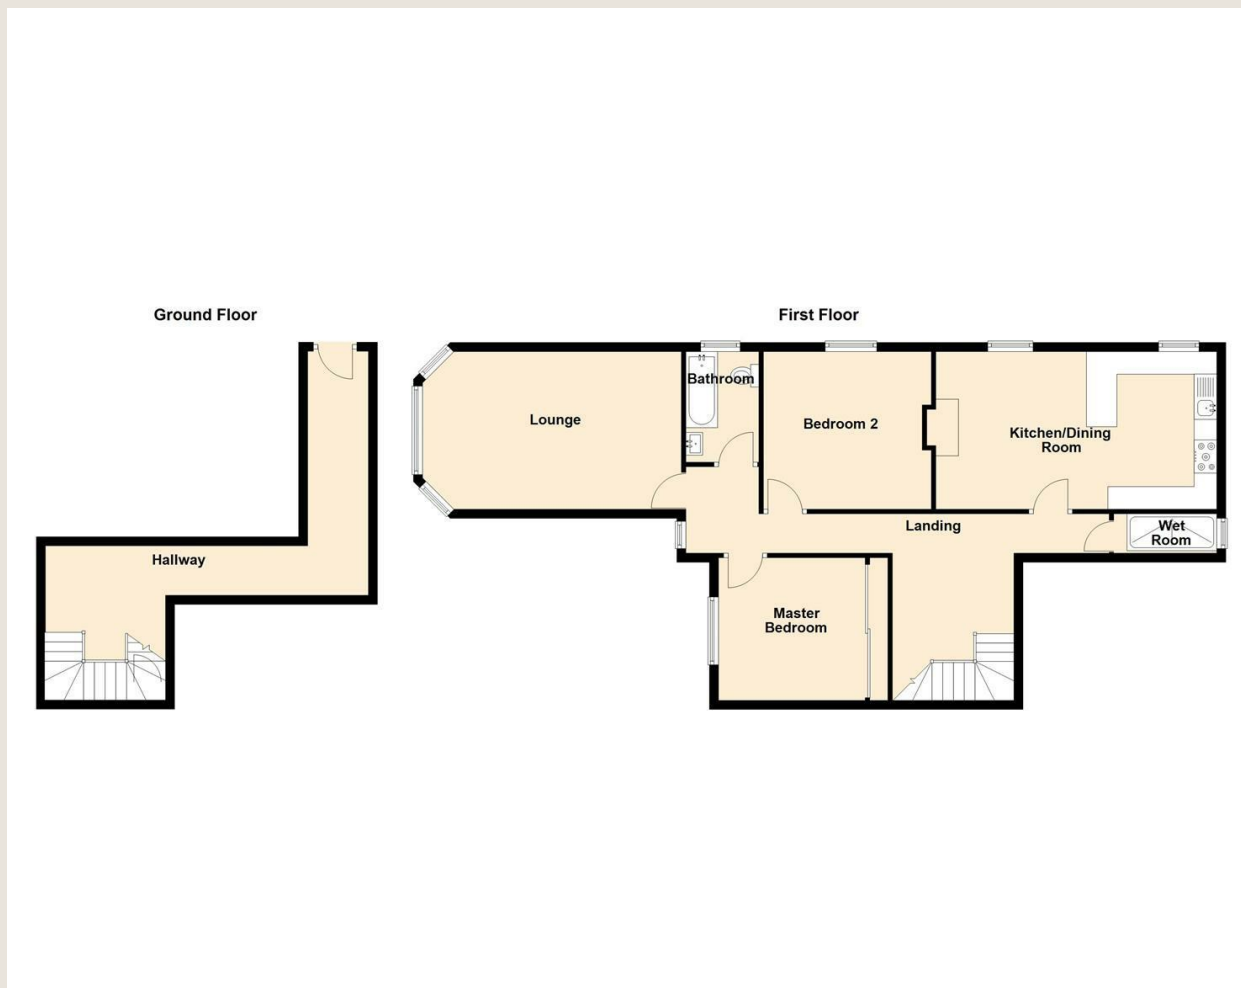 Ground Floor
First Floor
Bathroom
Lounge
Bedroom 2
Kitchen/Dining
Room
Landing
Wet
Room
Hallway
Master
Bedroom